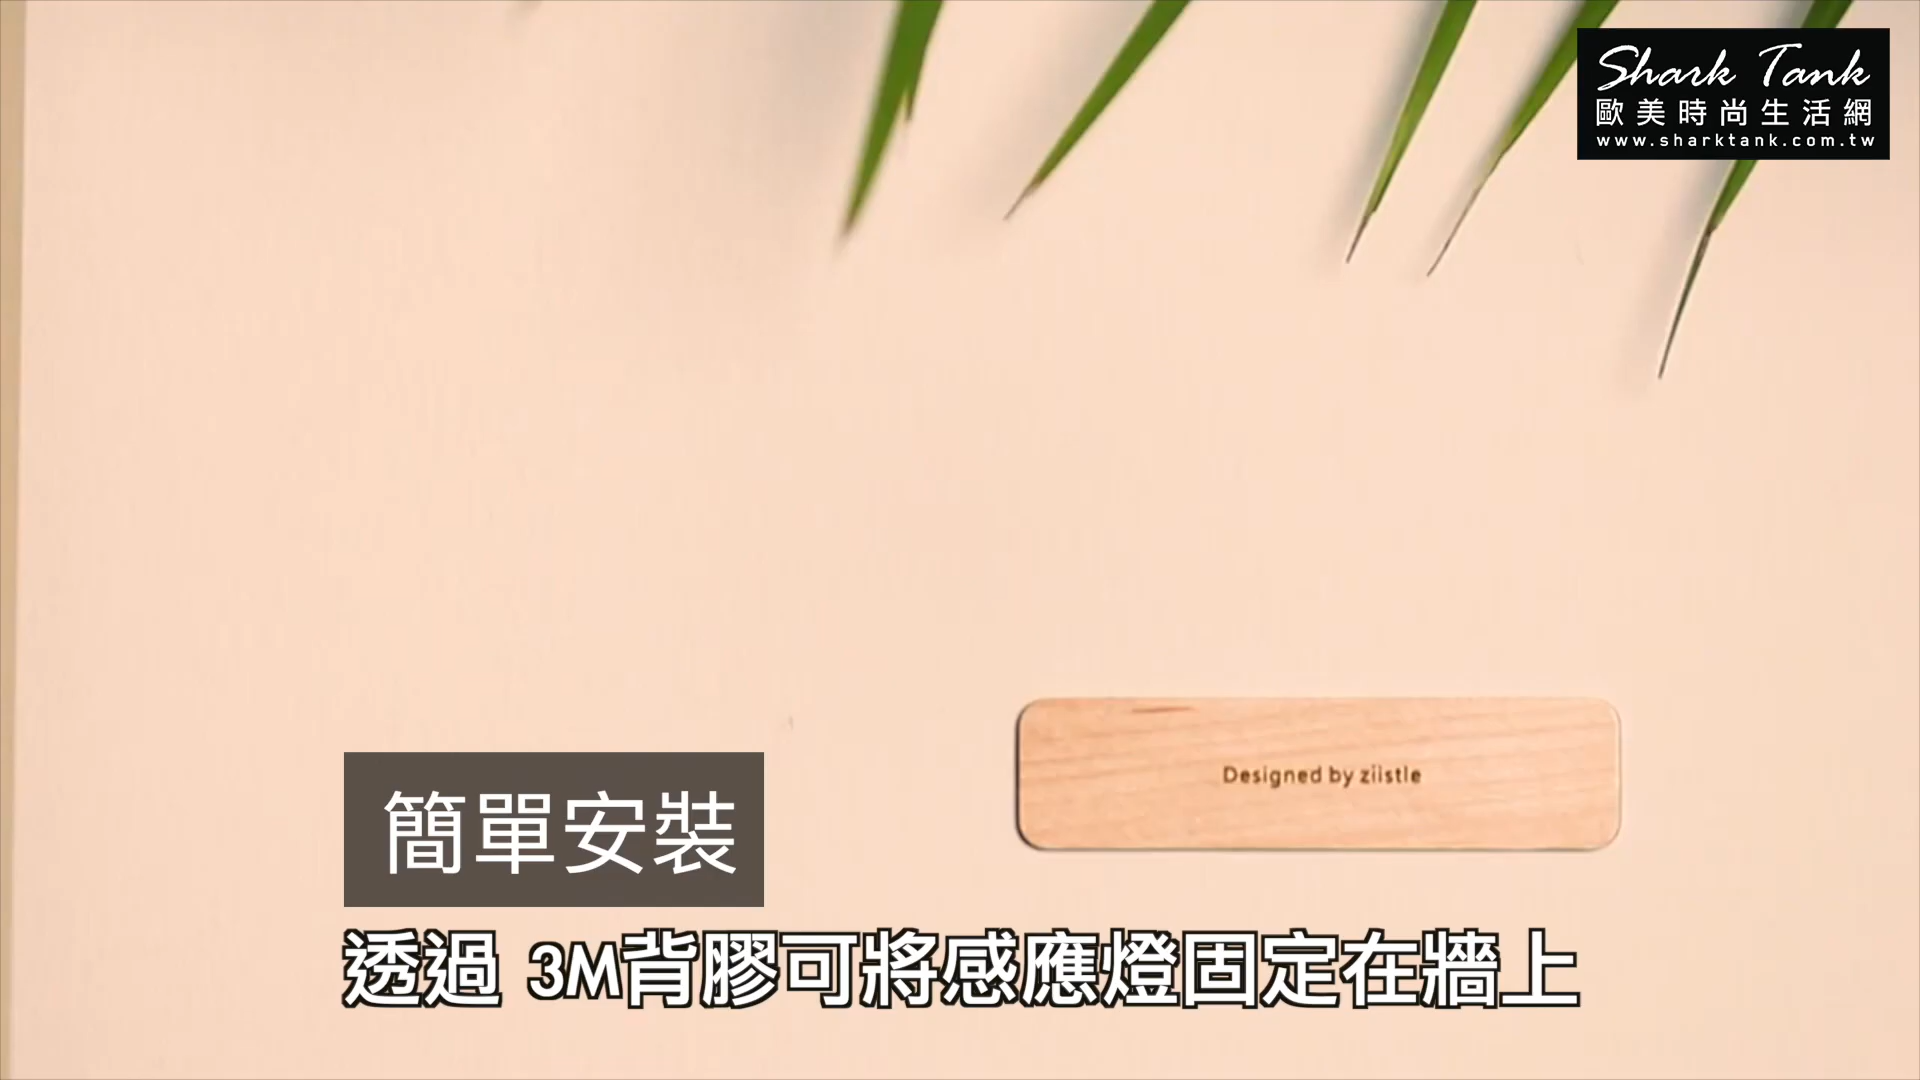 Shark Tank
歐美時尚生活網
www.sharktank.com.tw
Designed by ziistle
簡單安裝
透過 3M背膠可將感應燈固定在牆上